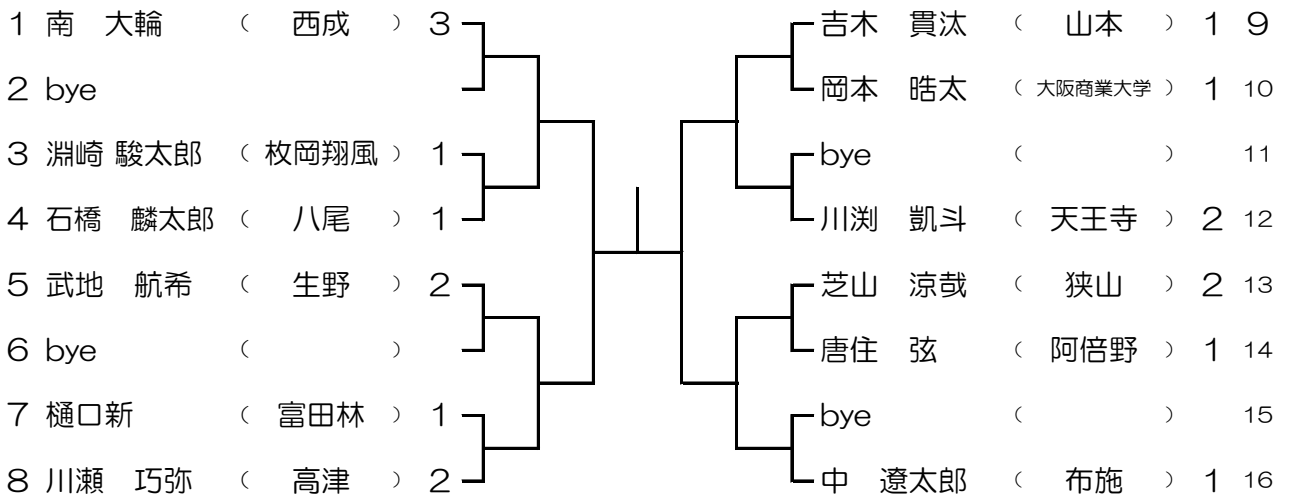 1 南　大輪 （ 西成 ） 3
2 bye
3 淵崎 駿太郎 （ 枚岡翔風 ） 1
4 石橋　麟太郎 （ 八尾 ） 1
5 武地　航希 （ 生野 ） 2
6 bye （ ）
7 樋口新 （ 富田林 ） 1
8 川瀬　巧弥 （ 高津 ） 2
吉木　貫汰 （ 山本 ） 1 9
岡本　晧太 （ 大阪商業大学 ） 1 10
bye （ ） 11
川渕　凱斗 （ 天王寺 ） 2 12
芝山　涼哉 （ 狭山 ） 2 13
唐住　弦 （ 阿倍野 ） 1 14
bye （ ） 15
中　遼太郎 （ 布施 ） 1 16